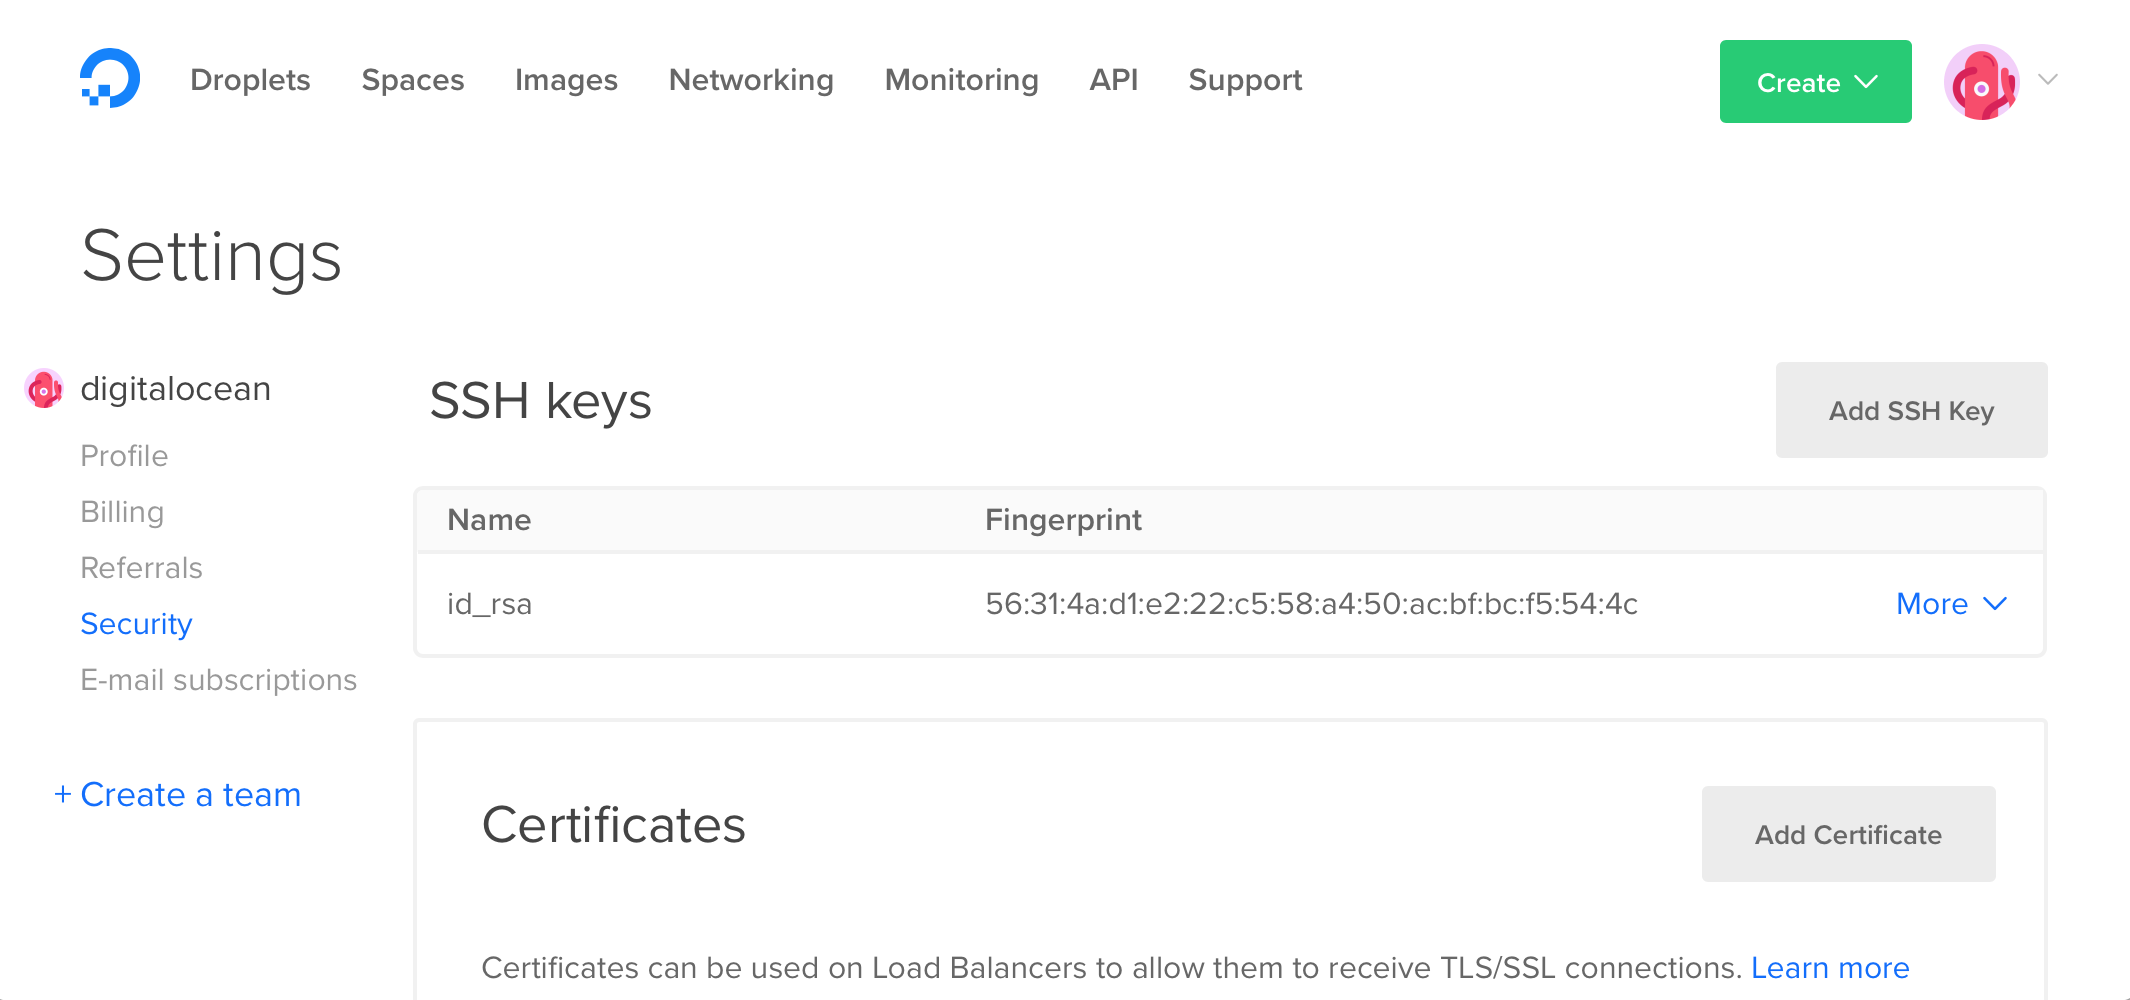 Droplets Spaces Images Networking Monitoring API Support Create
Settings
digitalocean
Profile
Billing
Referrals
Security
E-mail subscriptions
+ Create a team
SSH keys
Add SSH Key
Name Fingerprint
id_rsa 56:31:4a:d1:e2:22:c5:58:a4:50:ac:bf:bc:f5:54:4c More
Certificates
Add Certificate
Certificates can be used on Load Balancers to allow them to receive TLS/SSL connections. Learn more